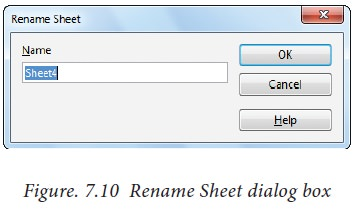 Rename Sheet
Name
OK
Sheet4
Cancel
Help
Figure. 7.10 Rename Sheet dialog box